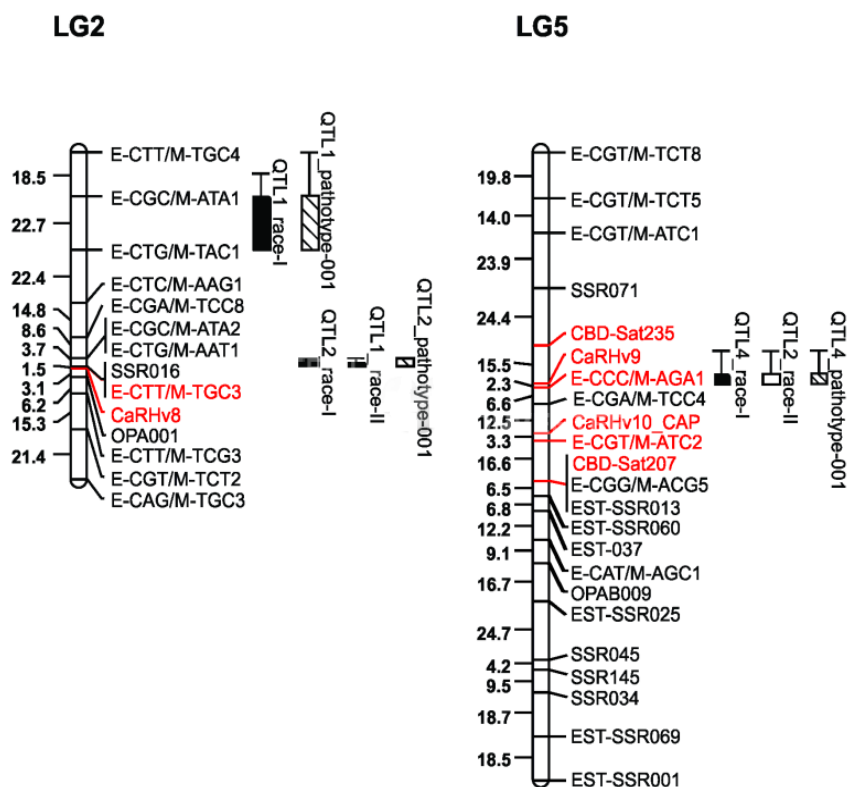 LG2
18.5
22.7
22.4
14.8
8.6
3.7
1.5
3.1
6.2
15.3
21.4
E-CTT/M-TGC4
E-CGC/M-ATA1
E-CTG/M-TAC1
E-CTC/M-AAG1
E-CGA/M-TCC8
E-CGC/M-ATA2
E-CTG/M-AAT1
SSR016
E-CTT/M-TGC3
CaRHv8
OPA001
E-CTT/M-TCG3
E-CGT/M-TCT2
E-CAG/M-TGC3
QTL1_race-I
QTL1_pathotype-001
QTL2_race-I
QTL1_race-II
QTL2_pathotype-001
LG5
19.8
14.0
23.9
24.4
15.5
2.3
6.6
12.5
3.3
16.6
6.5
6.8
12.2
9.1
16.7
24.7
4.2
9.5
18.7
18.5
E-CGT/M-TCT8
E-CGT/M-TCT5
E-CGT/M-ATC1
SSR071
CBD-Sat235
CaRHv9
E-CCC/M-AGA1
E-CGA/M-TCC4
CaRHv10_CAP
E-CGT/M-ATC2
CBD-Sat207
E-CGG/M-ACG5
EST-SSR013
EST-SSR060
EST-037
E-CAT/M-AGC1
OPAB009
EST-SSR025
SSR045
SSR145
SSR034
EST-SSR069
EST-SSR001
QTL4_race-I
QTL2_race-II
QTL4_pathotype-001